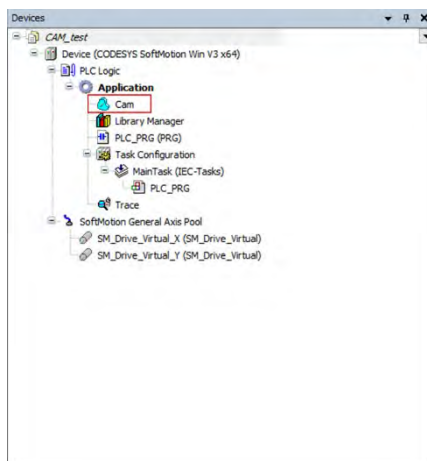 Devices
CAM_test
Device (CODESYS SoftMotion Win V3 x64)
PLC Logic
Application
Cam
Library Manager
PLC_PRG (PRG)
Task Configuration
MainTask (IEC-Tasks)
PLC_PRG
Trace
SoftMotion General Axis Pool
SM_Drive_Virtual_X (SM_Drive_Virtual)
SM_Drive_Virtual_Y (SM_Drive_Virtual)